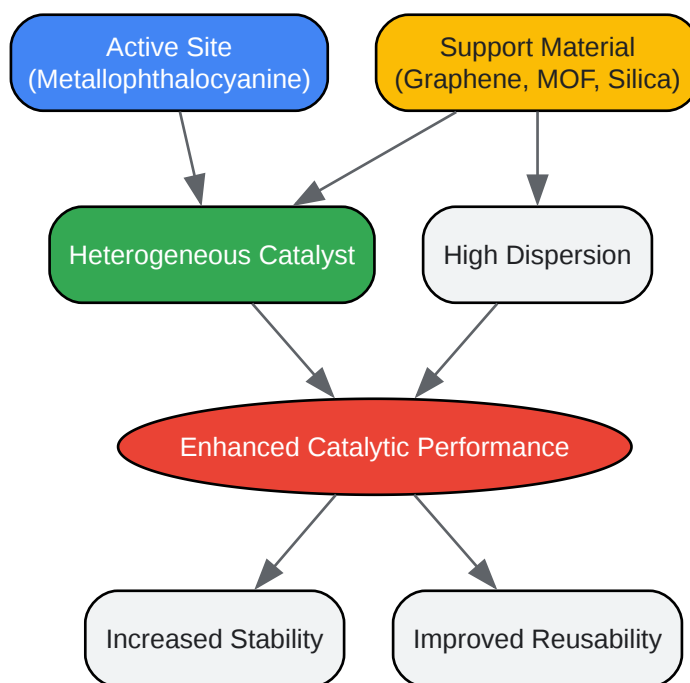 Active Site
(Metallophthalocyanine)
Support Material
(Graphene, MOF, Silica)
Heterogeneous Catalyst
High Dispersion
Enhanced Catalytic Performance
Increased Stability
Improved Reusability